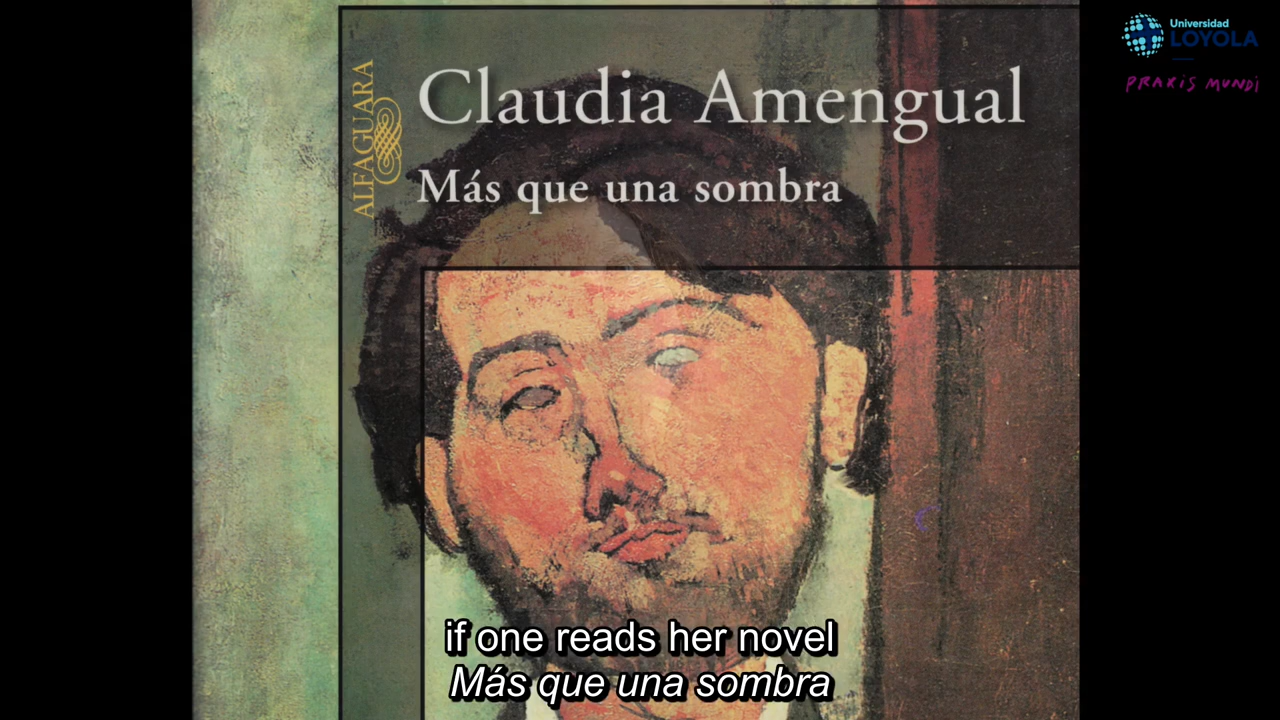 Universidad
LOYOLA
PRAXIS MUNDI
ALFAGUARA
Claudia Amengual
Más que una sombra
if one reads her novel
Más que una sombra